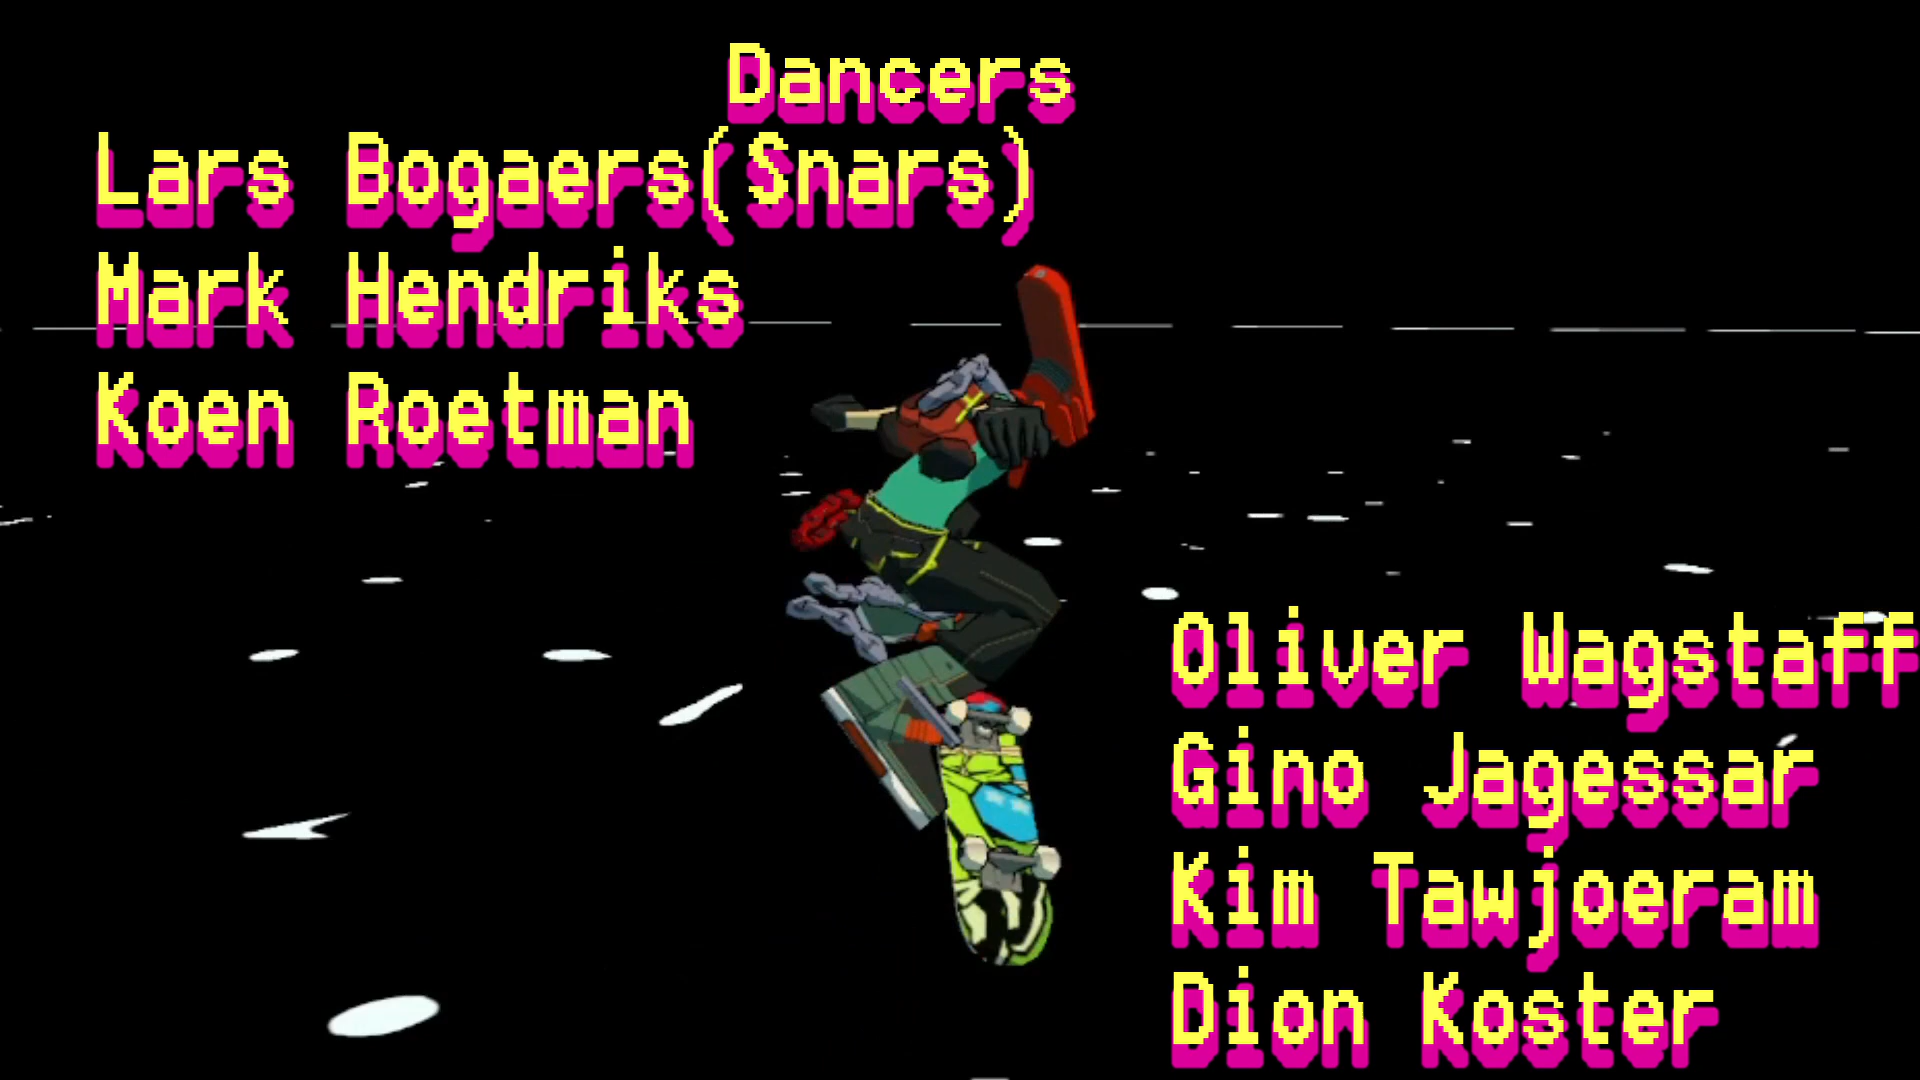 Dancers
Lars Bogaers(Snars)
Mark Hendriks
Koen Roetman
Oliver Wagstaff
Gino Jagessar
Kim Tawjoeram
Dion Koster